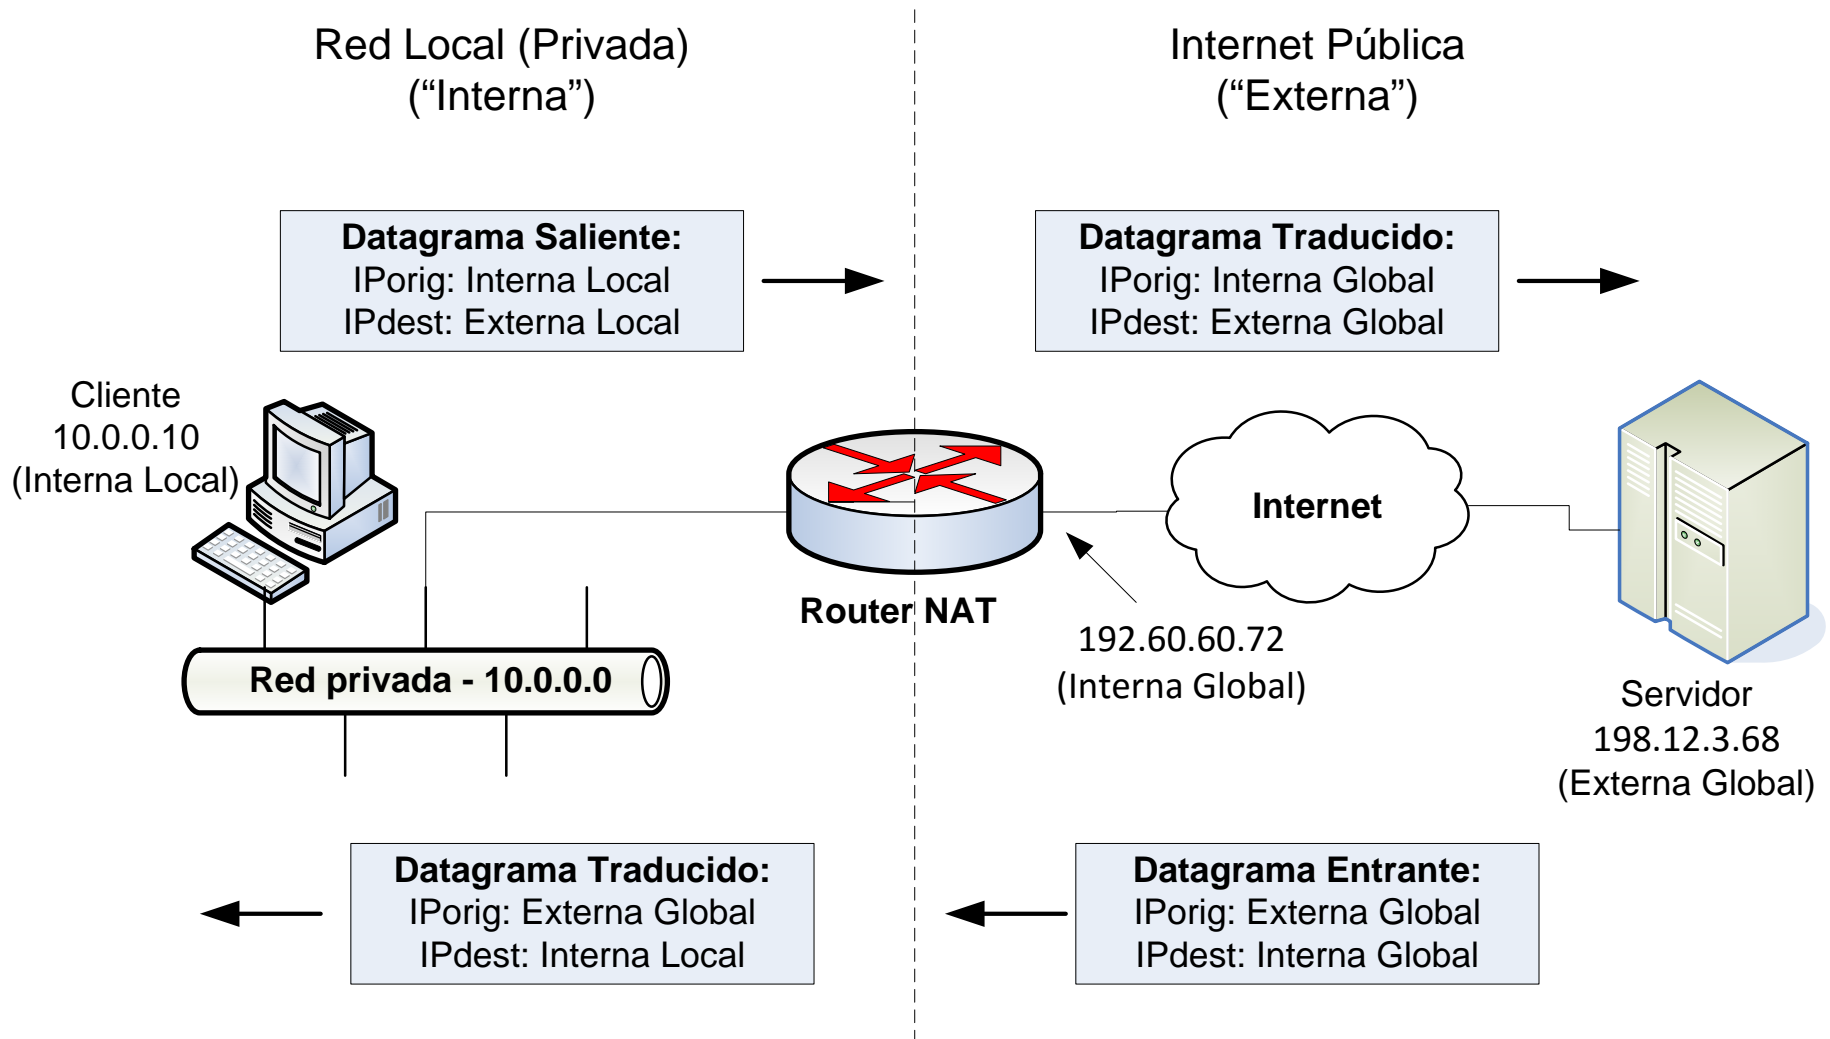 Red Local (Privada)
(“Interna”)
Internet Pública
(“Externa”)
Datagrama Saliente:
IPorig: Interna Local
IPdest: Externa Local
Datagrama Traducido:
IPorig: Interna Global
IPdest: Externa Global
Cliente
10.0.0.10
(Interna Local)
Internet
Router NAT
192.60.60.72
(Interna Global)
Red privada - 10.0.0.0
Servidor
198.12.3.68
(Externa Global)
Datagrama Traducido:
IPorig: Externa Global
IPdest: Interna Local
Datagrama Entrante:
IPorig: Externa Global
IPdest: Interna Global